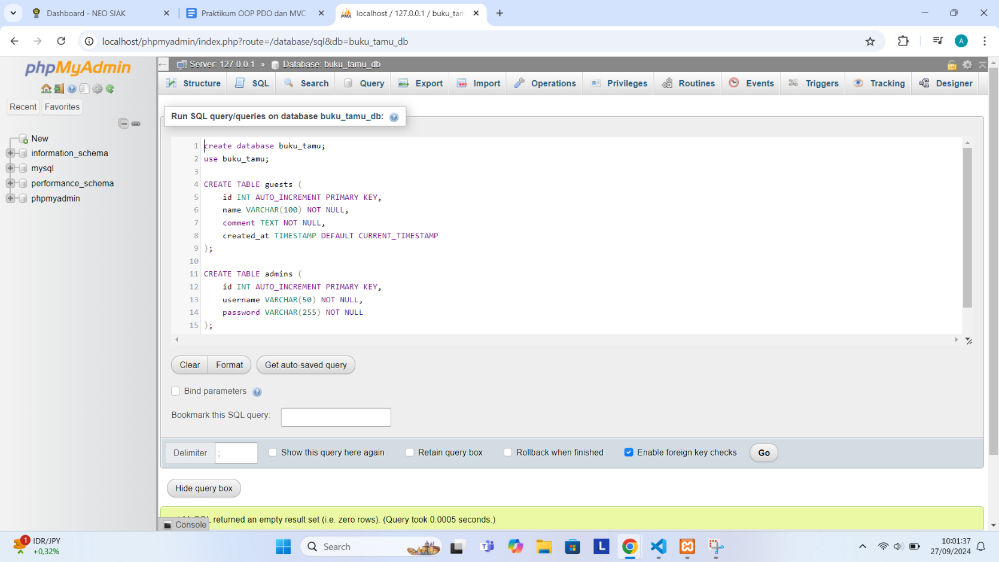 Dashboard - NEO SIAK
Praktikum OOP PDO dan MVC
localhost / 127.0.0.1 / buku_tam
localhost/phpmyadmin/index.php?route=/database/sql&db=buku_tamu_db
A
phpMyAdmin
Recent
Favorites
New
information_schema
mysql
performance_schema
phpmyadmin
Server: 127.0.0.1 » Database: buku_tamu_db
Structure
SQL
Search
Query
Export
Import
Operations
Privileges
Routines
Events
Triggers
Tracking
Designer
Run SQL query/queries on database buku_tamu_db:
1 create database buku_tamu;
2 use buku_tamu;
3
4 CREATE TABLE guests (
5 id INT AUTO_INCREMENT PRIMARY KEY,
6 name VARCHAR(100) NOT NULL,
7 comment TEXT NOT NULL,
8 created_at TIMESTAMP DEFAULT CURRENT_TIMESTAMP
9 );
10
11 CREATE TABLE admins (
12 id INT AUTO_INCREMENT PRIMARY KEY,
13 username VARCHAR(50) NOT NULL,
14 password VARCHAR(255) NOT NULL
15 );
Clear
Format
Get auto-saved query
Bind parameters
Bookmark this SQL query:
Delimiter
;
Show this query here again
Retain query box
Rollback when finished
Enable foreign key checks
Go
Hide query box
returned an empty result set (i.e. zero rows). (Query took 0.0005 seconds.)
Console
1
IDR/JPY
+0,32%
Search
L
10:01:37
27/09/2024